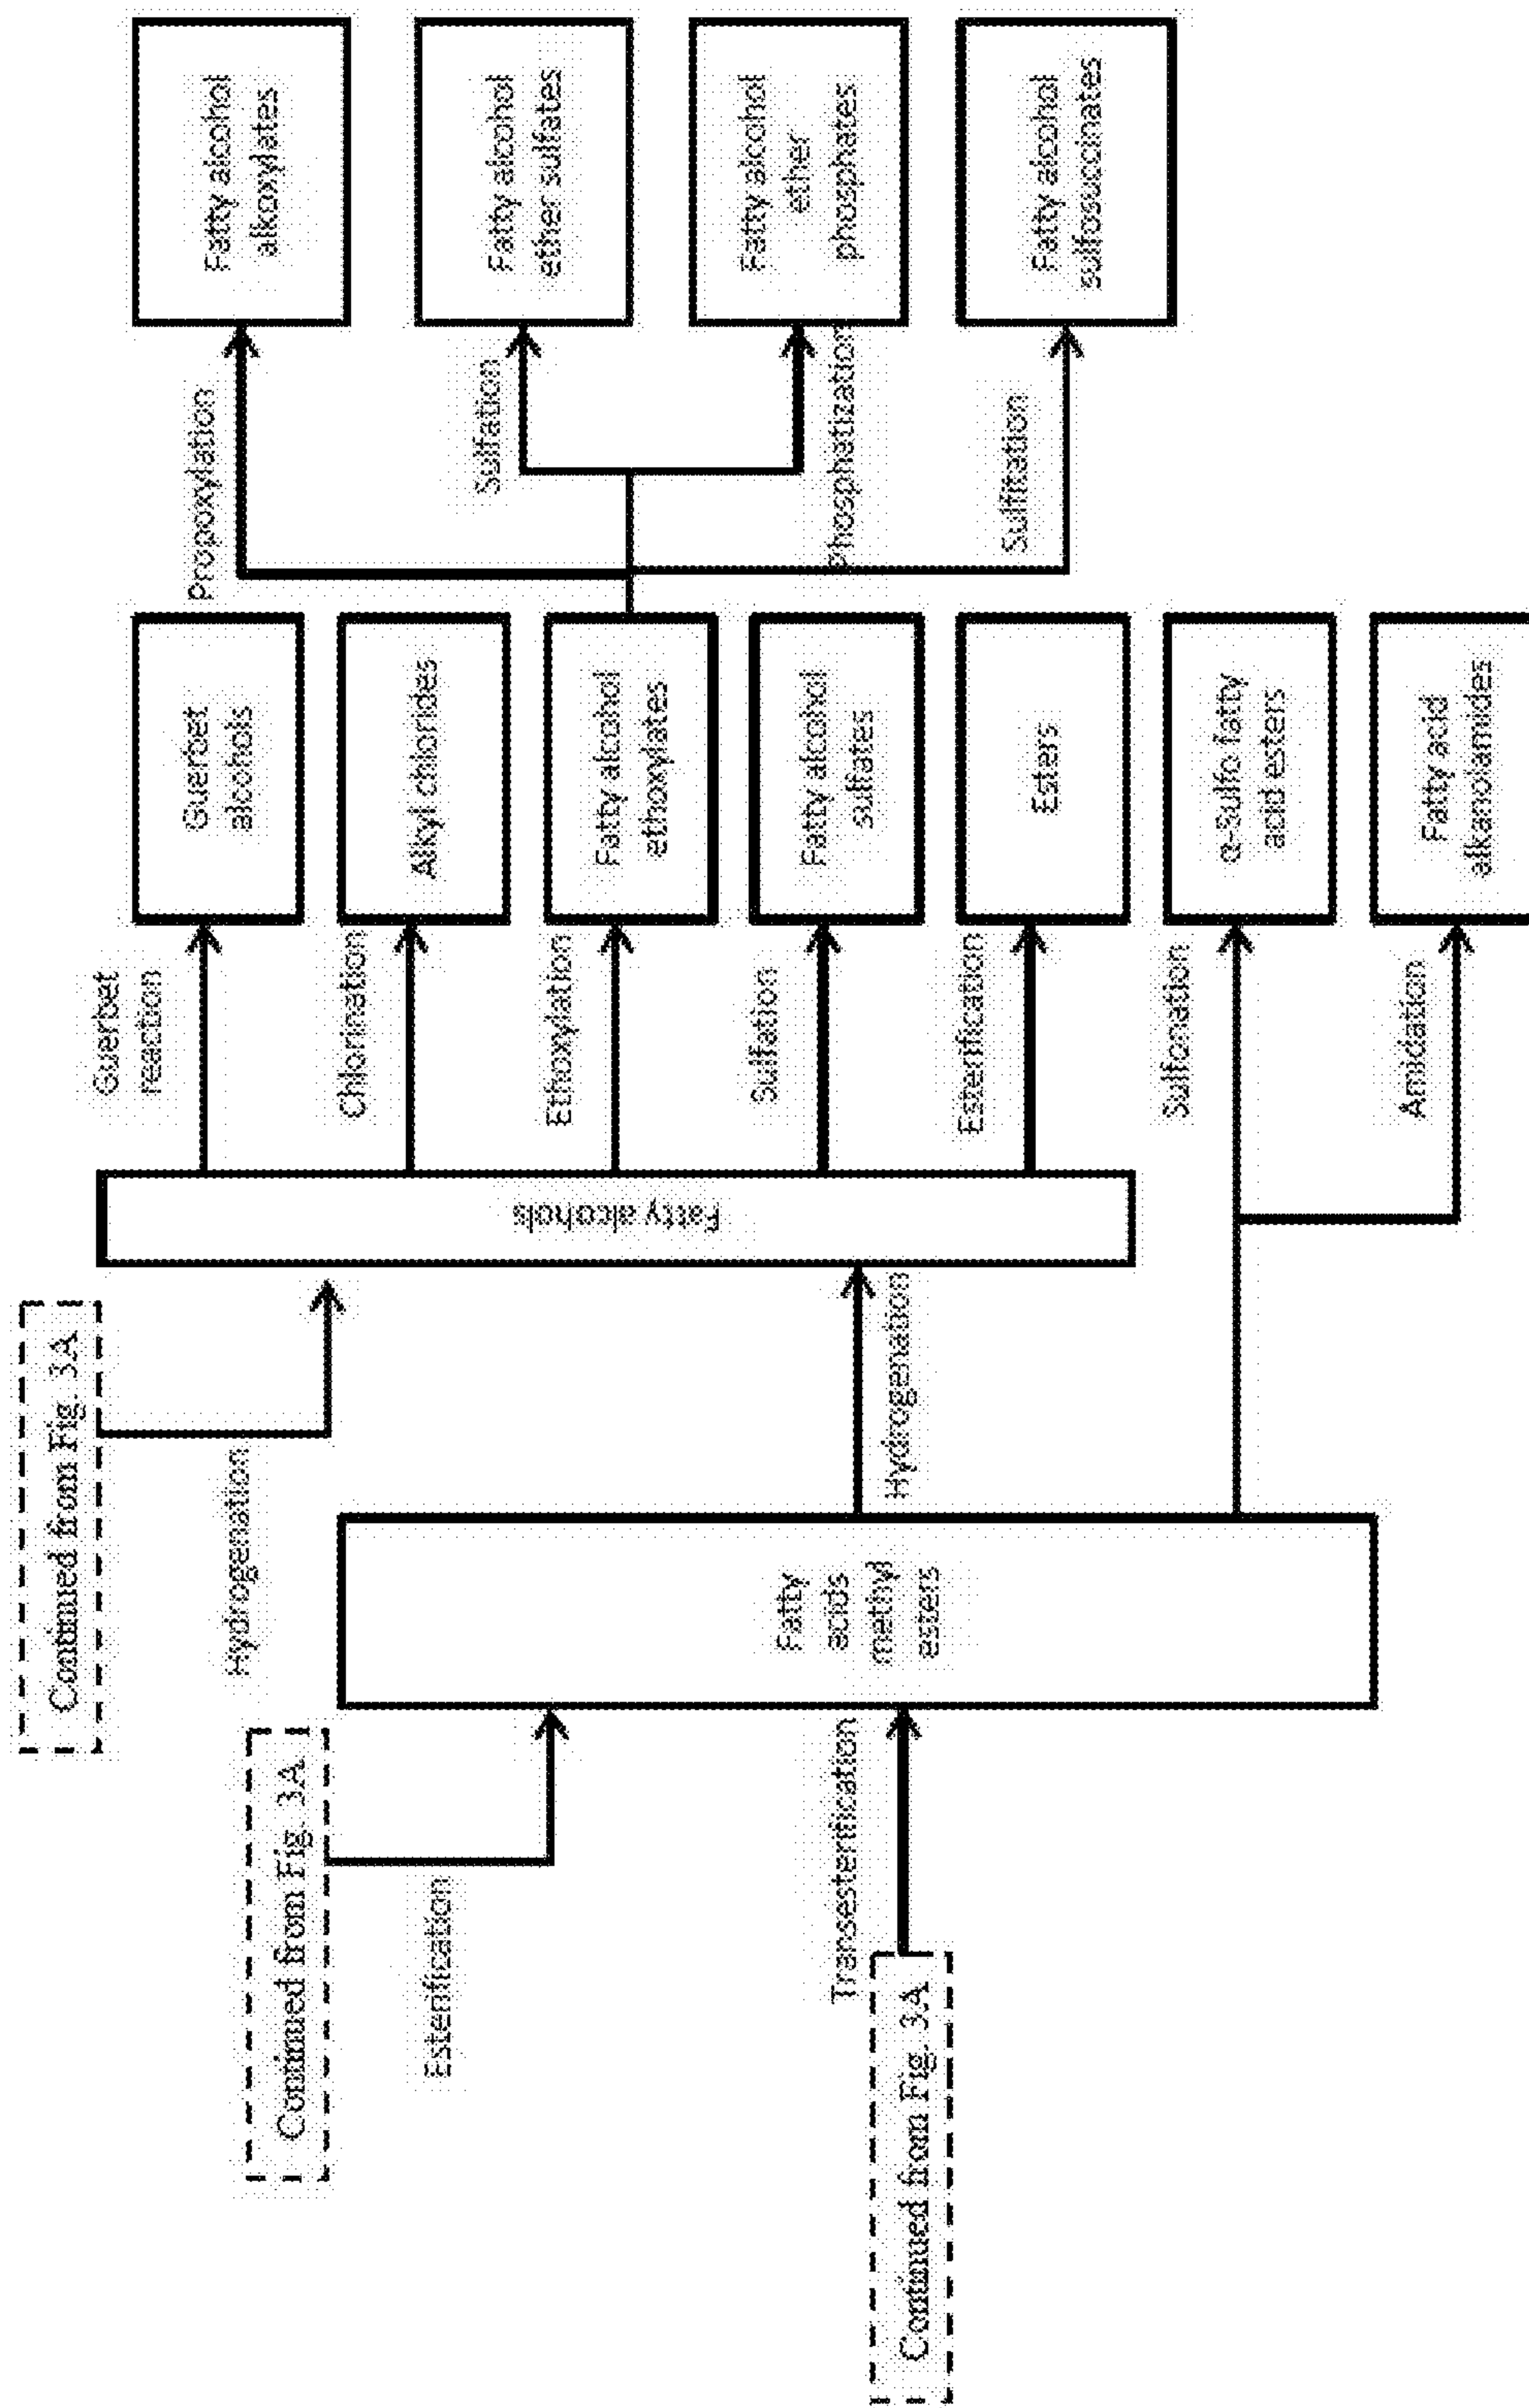 Continued from Fig. 3A
Hydrogenation
Continued from Fig. 3A
Esterification
Transesterification
Continued from Fig. 3A
Fatty
acids
methyl
esters
Hydrogenation
Fatty alcohols
Guerbet
reaction
Chlorination
Ethoxylation
Sulfation
Esterification
Sulfonation
Amidation
Guerbet
alcohols
Alkyl chlorides
Fatty alcohol
ethoxylates
Fatty alcohol
sulfates
Esters
α-sulfo fatty
acid esters
Fatty acid
alkanolamides
Propoxylation
Sulfation
Phosphatization
Sulfitation
Fatty alcohol
alkoxylates
Fatty alcohol
ether sulfates
Fatty alcohol
ether
phosphates
Fatty alcohol
sulfosuccinates